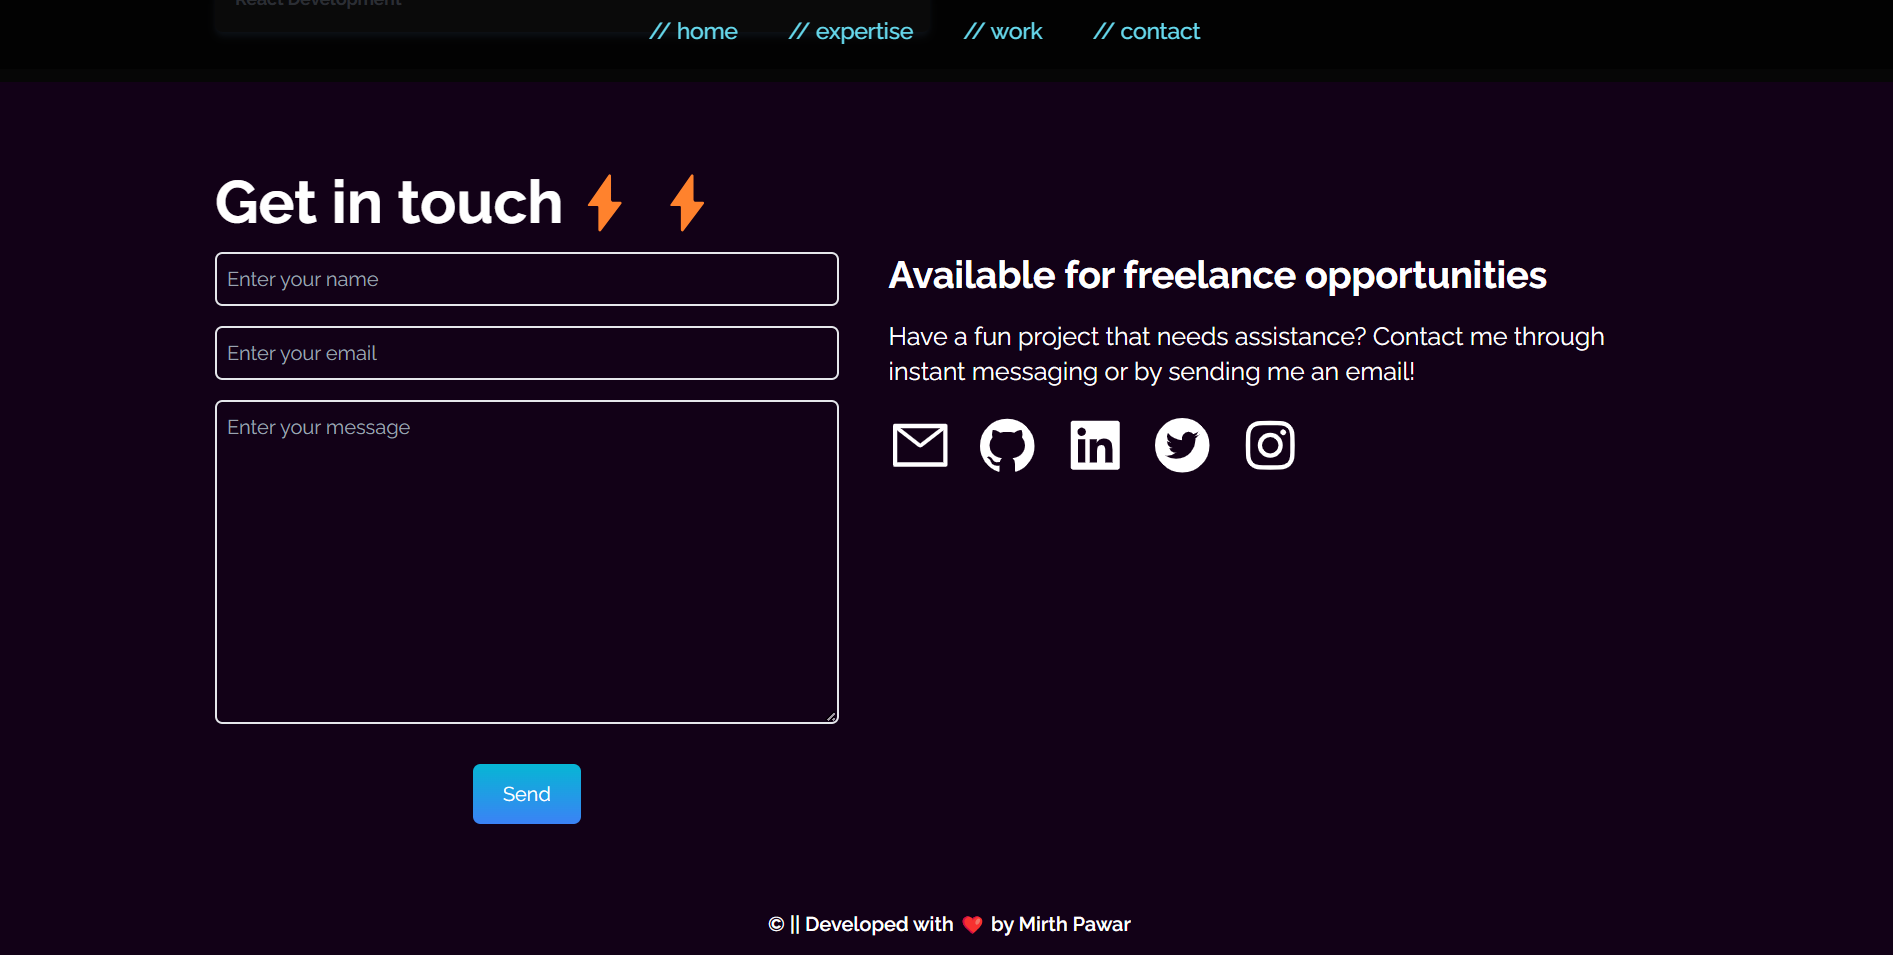 React Development
// home // expertise // work // contact
Get in touch
Enter your name
Enter your email
Enter your message
Send
Available for freelance opportunities
Have a fun project that needs assistance? Contact me through
instant messaging or by sending me an email!
© || Developed with ❤️ by Mirth Pawar